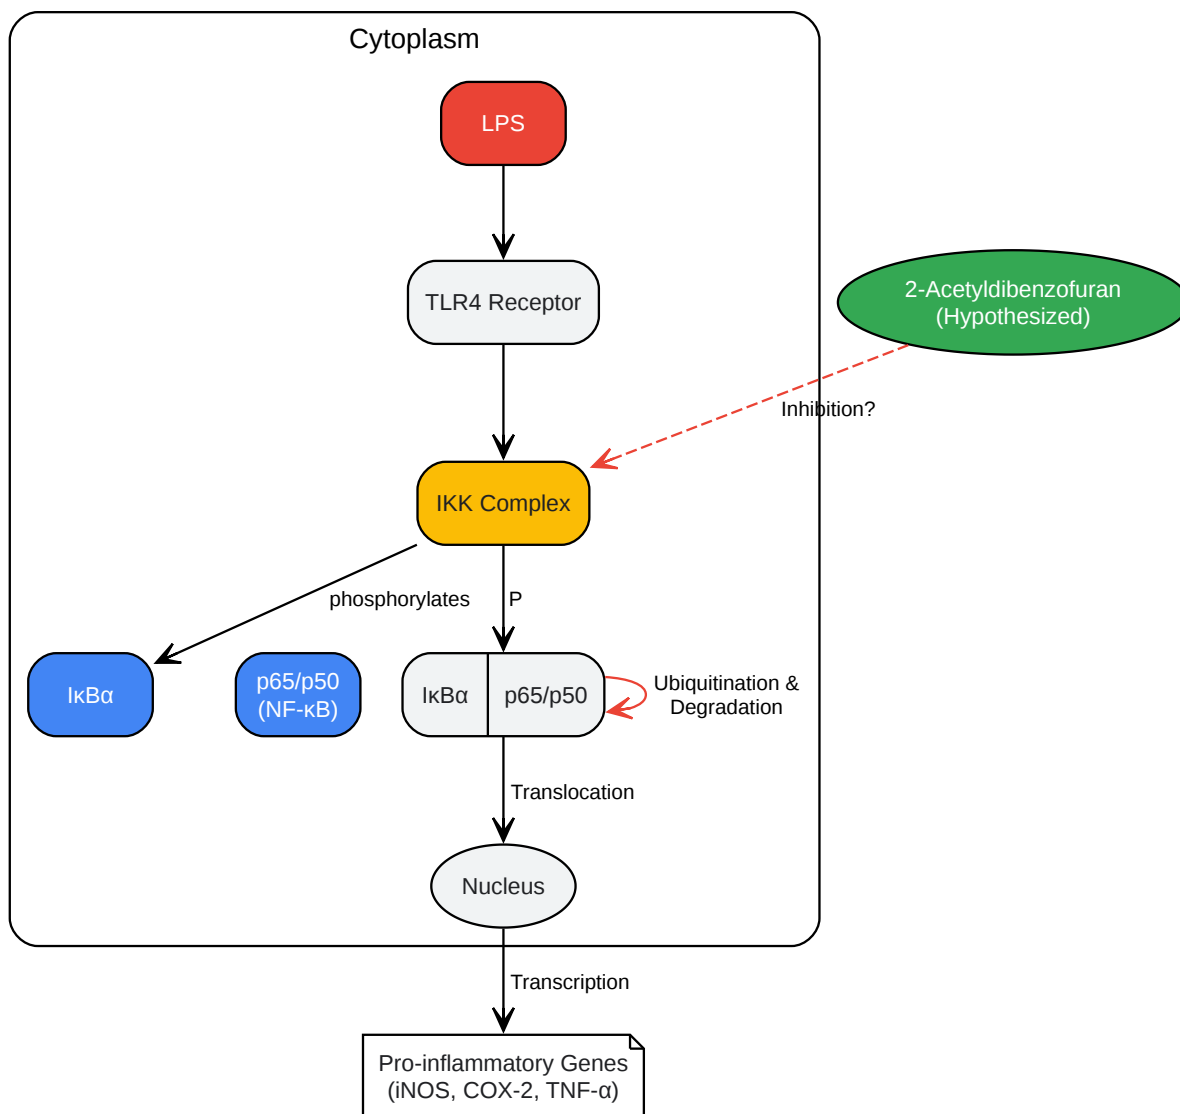 Cytoplasm
LPS
TLR4 Receptor
2-Acetyldibenzofuran
(Hypothesized)
Inhibition?
IKK Complex
phosphorylates
P
IκBα
p65/p50
(NF-κB)
IκBα
p65/p50
Ubiquitination &
Degradation
Translocation
Nucleus
Transcription
Pro-inflammatory Genes
(iNOS, COX-2, TNF-α)